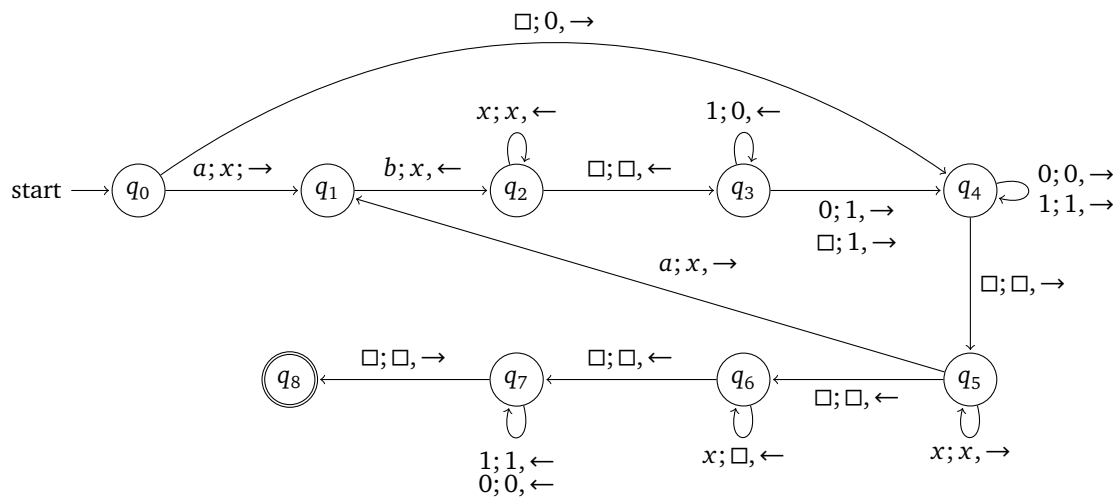 □; 0, →
x; x, ←
1; 0, ←
start
q₀
a; x; →
q₁
b; x, ←
q₂
□; □, ←
q₃
0; 1, →
□; 1, →
q₄
0; 0, →
1; 1, →
a; x, →
□; □, →
q₈
□; □, →
q₇
□; □, ←
q₆
□; □, ←
q₅
1; 1, ←
0; 0, ←
x; □, ←
x; x, →